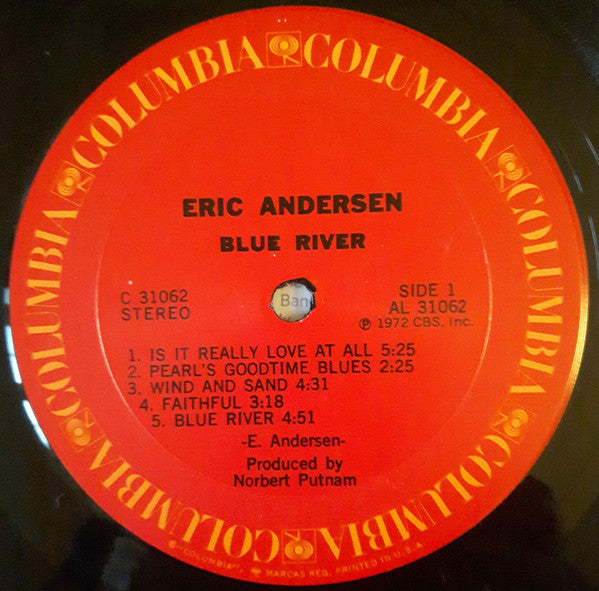 COLUMBIA COLUMBIA COLUMBIA COLUMBIA COLUMBIA COLUMBIA
ERIC ANDERSEN
BLUE RIVER
C 31062
STEREO
Ban
SIDE 1
AL 31062
℗ 1972 CBS, Inc.
1. IS IT REALLY LOVE AT ALL 5:25
2. PEARL'S GOODTIME BLUES 2:25
3. WIND AND SAND 4:31
4. FAITHFUL 3:18
5. BLUE RIVER 4:51
-E. Andersen-
Produced by
Norbert Putnam
® "COLUMBIA", MARCAS REG. PRINTED IN U.S.A.